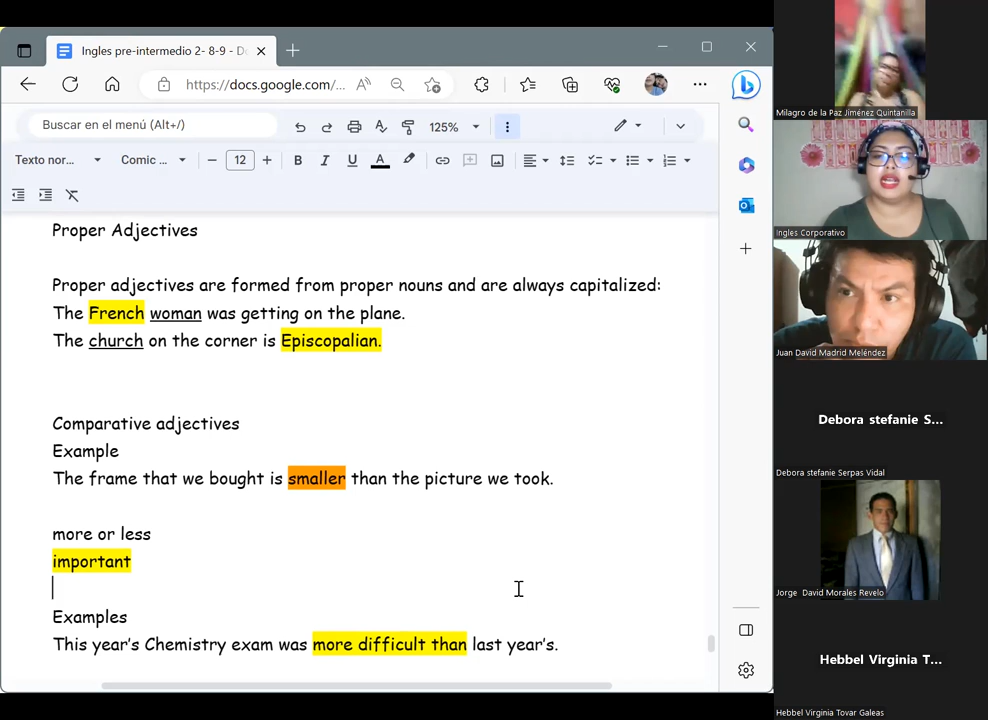 Ingles pre-intermedio 2- 8-9 - D
https://docs.google.com/...
Buscar en el menú (Alt+/)
125%
Texto nor...
Comic ...
12
B I U A
Proper Adjectives
Proper adjectives are formed from proper nouns and are always capitalized:
The French woman was getting on the plane.
The church on the corner is Episcopalian.
Comparative adjectives
Example
The frame that we bought is smaller than the picture we took.
more or less
important
Examples
This year’s Chemistry exam was more difficult than last year’s.
Milagro de la Paz Jiménez Quintanilla
Ingles Corporativo
Juan David Madrid Meléndez
Debora stefanie S...
Debora stefanie Serpas Vidal
Jorge David Morales Revelo
Hebbel Virginia T...
Hebbel Virginia Tovar Galeas